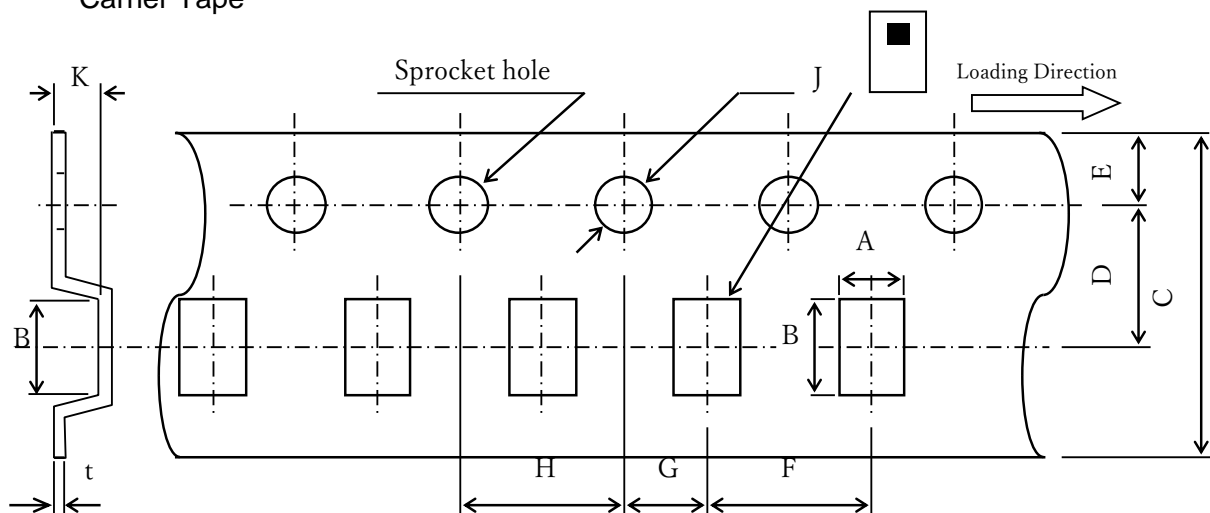 Carrier Tape
K
Sprocket hole
J
Loading Direction
E
A
D
C
B
B
H
G
F
t